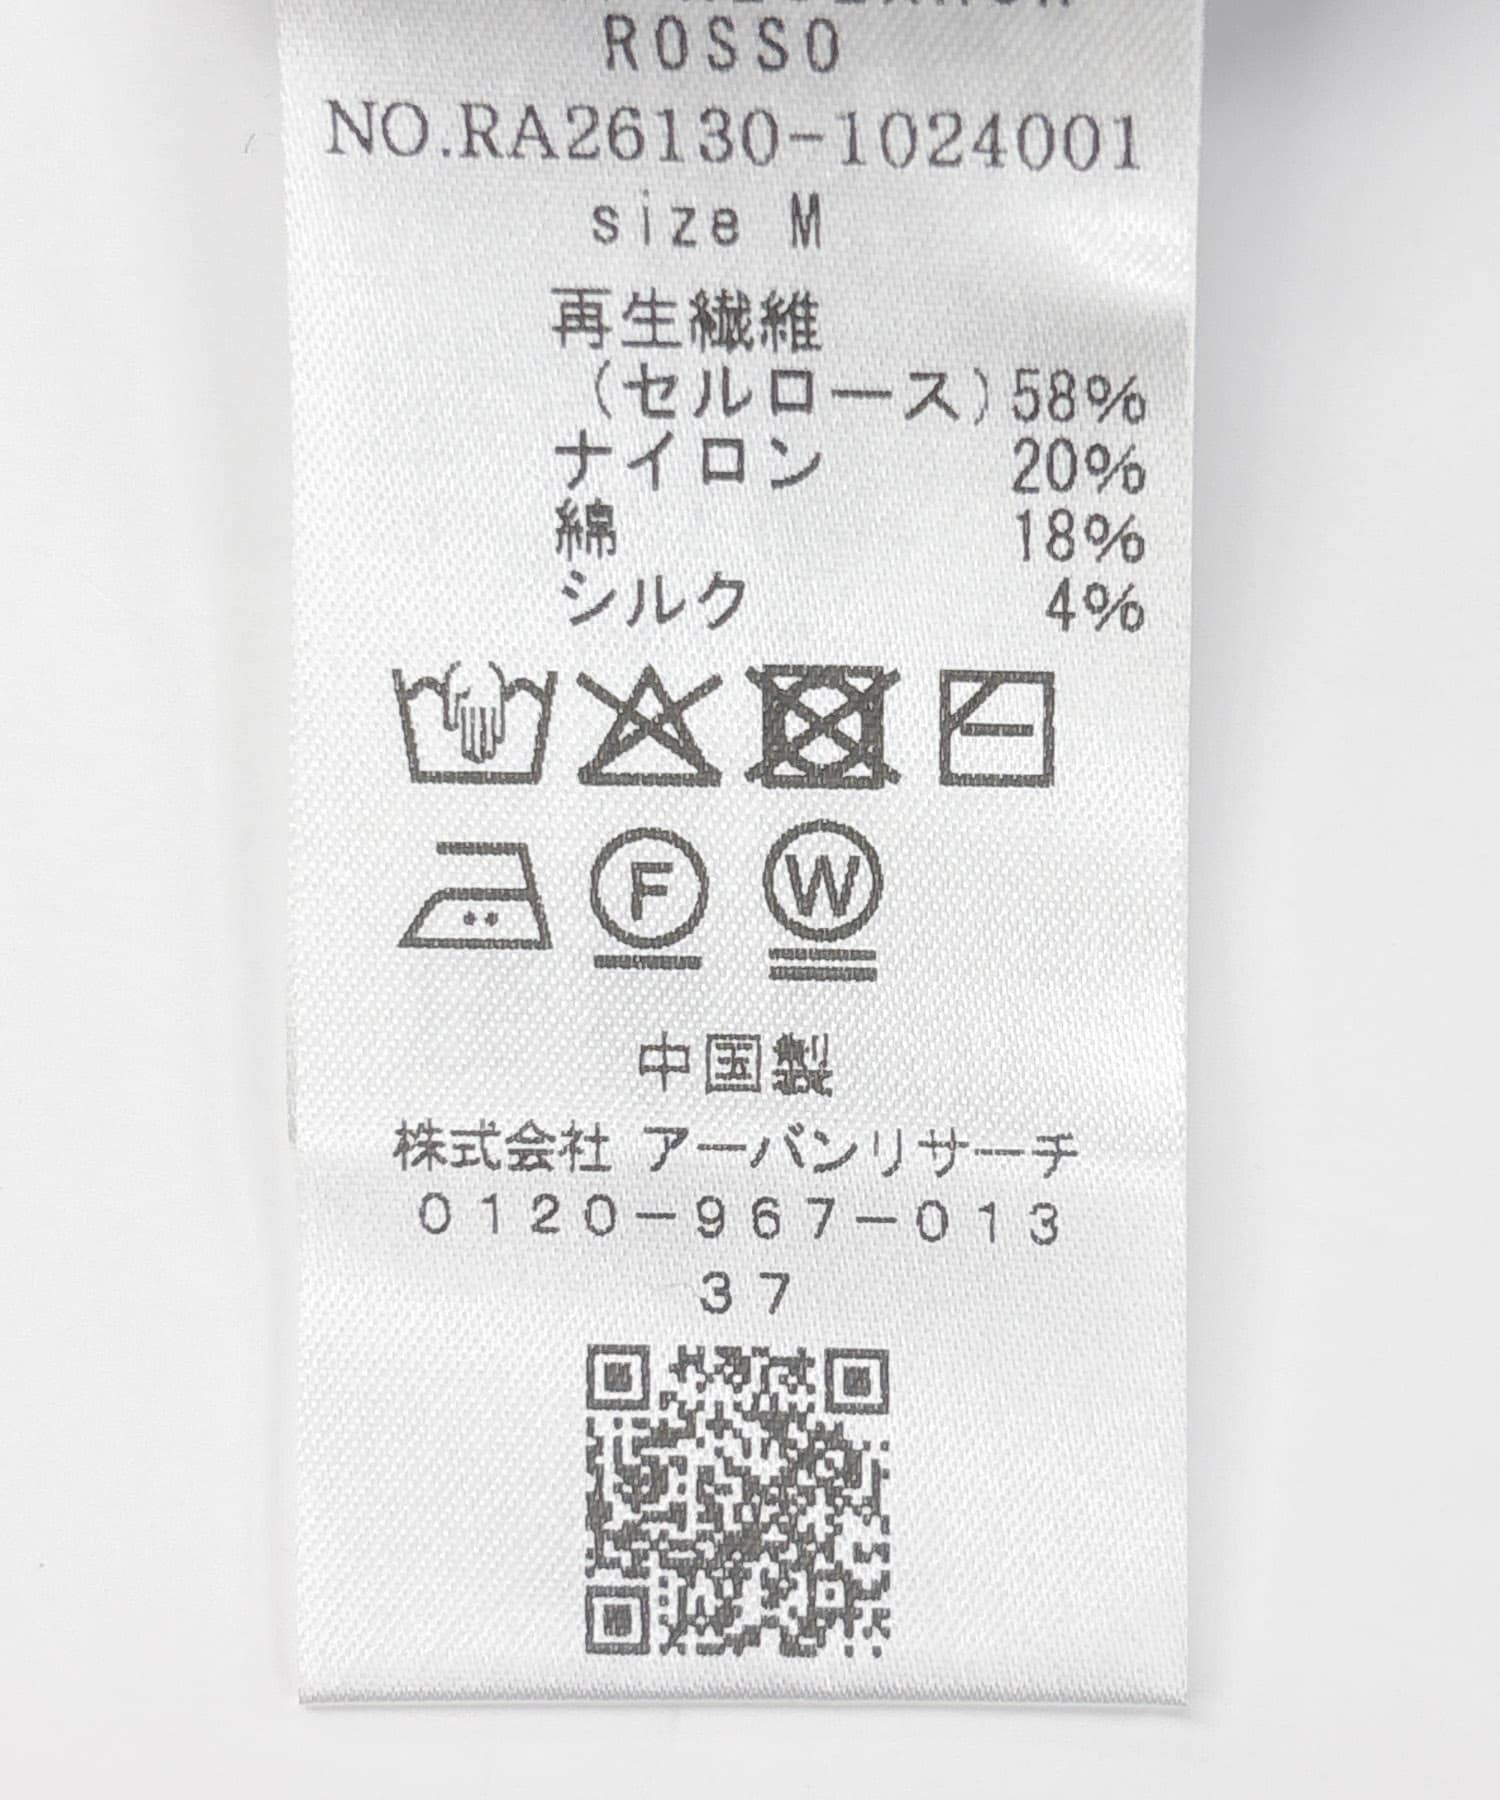 ROSSO
NO.RA26130-1024001
size M
再生繊維
(セルロース) 58%
ナイロン 20%
綿 18%
シルク 4%
F W
中国製
株式会社 アーバンリサーチ
0120-967-013
37